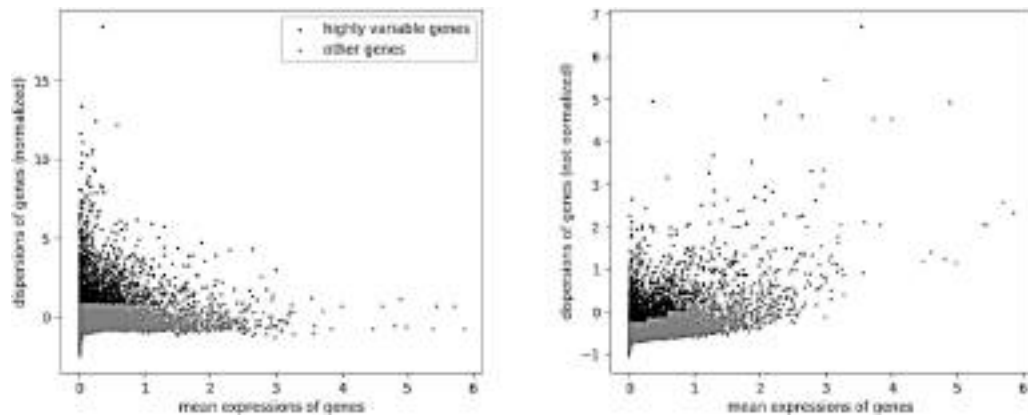 highly variable genes
other genes
dispersions of genes (normalized)
15
10
5
0
0 1 2 3 4 5 6
mean expressions of genes
dispersions of genes (not normalized)
7
6
5
4
3
2
1
0
−1
0 1 2 3 4 5 6
mean expressions of genes